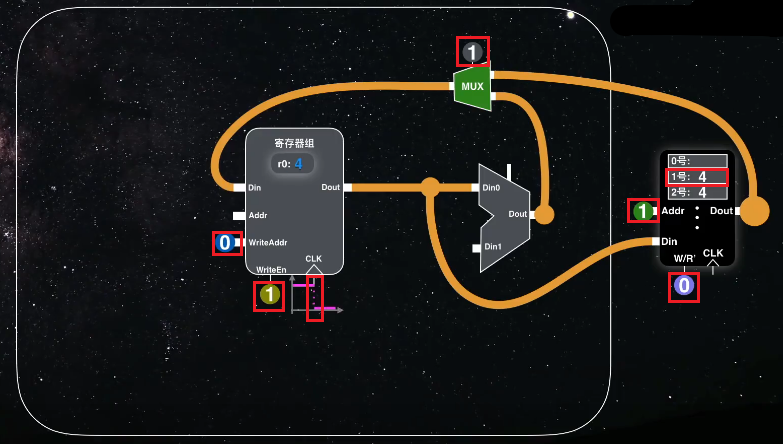 1
MUX
寄存器组
r0: 4
Din
Dout
Addr
0
WriteAddr
CLK
WriteEn
1
Din0
Dout
Din1
0号:
1号: 4
2号: 4
1
Addr
Dout
Din
W/R'
CLK
0